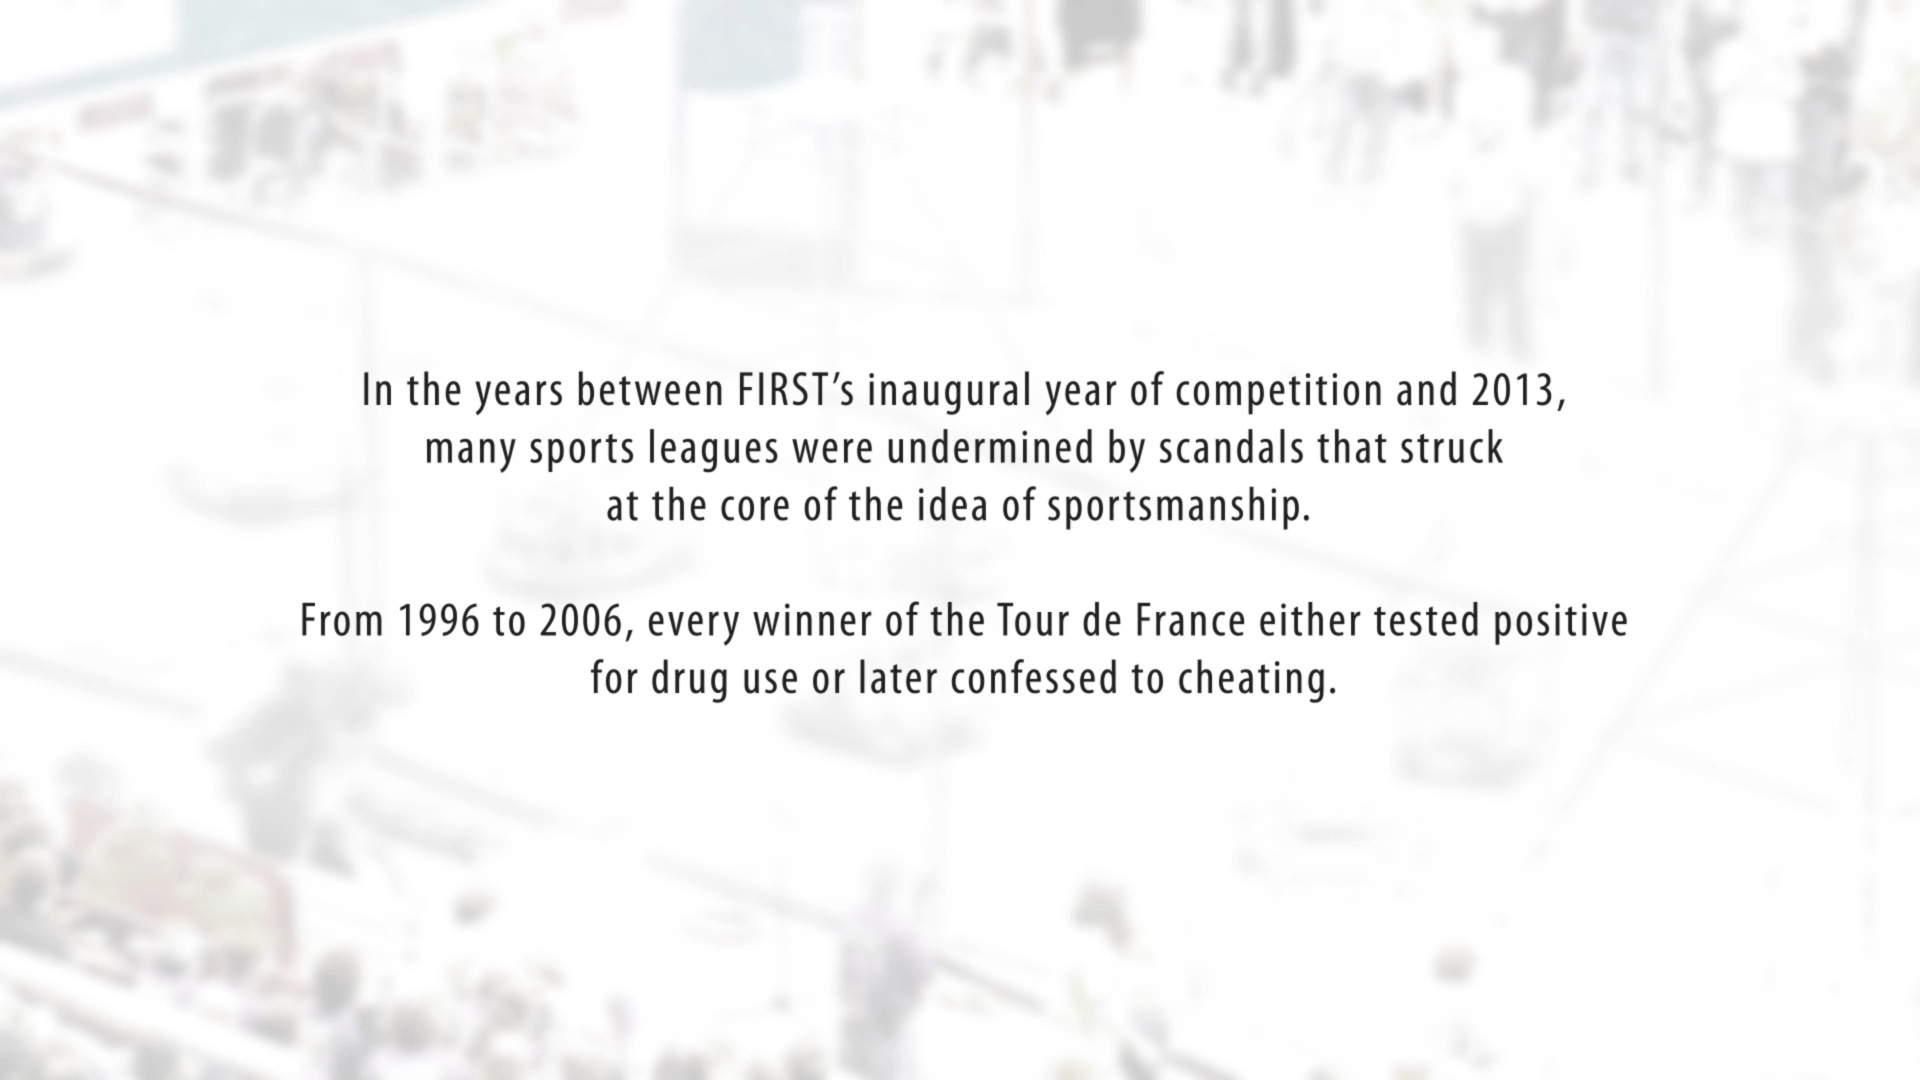 In the years between FIRST’s inaugural year of competition and 2013,
many sports leagues were undermined by scandals that struck
at the core of the idea of sportsmanship.
From 1996 to 2006, every winner of the Tour de France either tested positive
for drug use or later confessed to cheating.